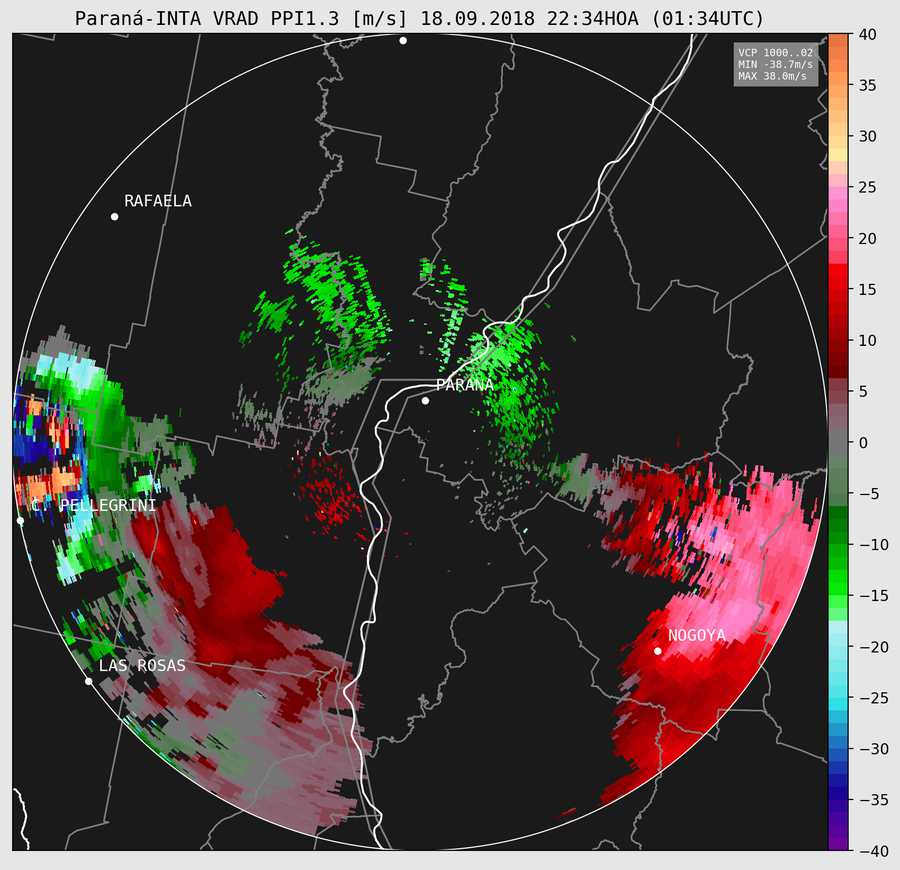 Paraná-INTA VRAD PPI1.3 [m/s] 18.09.2018 22:34HOA (01:34UTC)
VCP 1000..02
MIN -38.7m/s
MAX 38.0m/s
40
35
30
25
20
15
10
5
0
−5
−10
−15
−20
−25
−30
−35
−40
RAFAELA
PARANA
C. PELLEGRINI
NOGOYA
LAS ROSAS